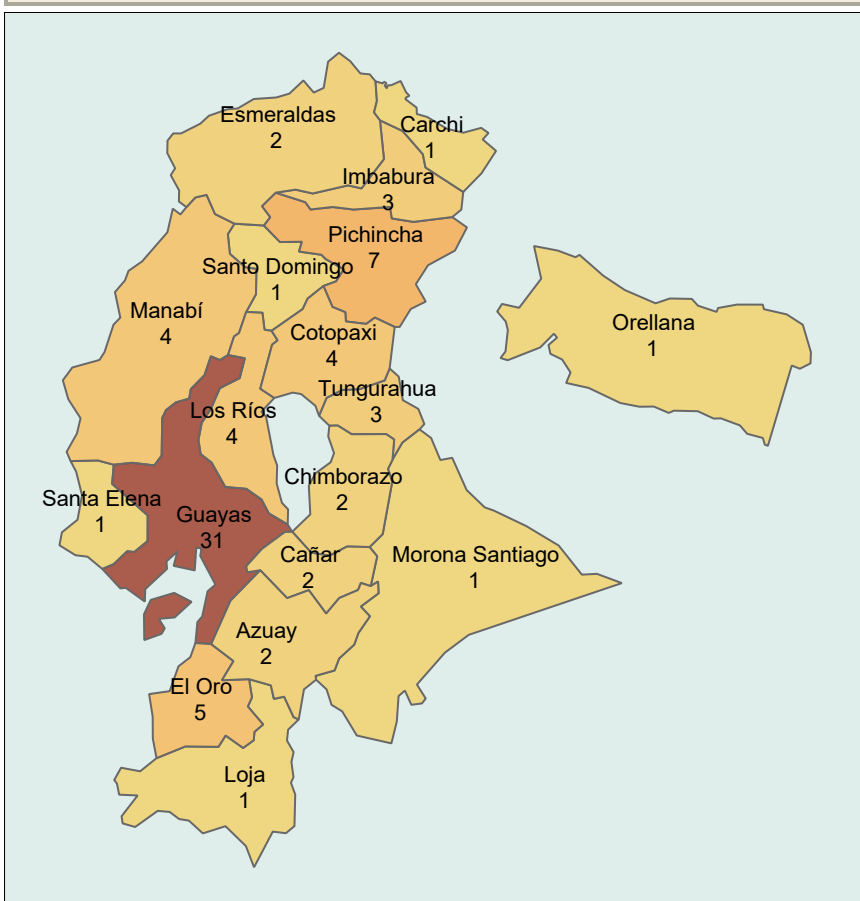 Esmeraldas
2
Carchi
1
Imbabura
3
Pichincha
7
Santo Domingo
1
Manabí
4
Cotopaxi
4
Orellana
1
Tungurahua
3
Los Ríos
4
Chimborazo
2
Santa Elena
1
Guayas
31
Cañar
2
Morona Santiago
1
Azuay
2
El Oro
5
Loja
1